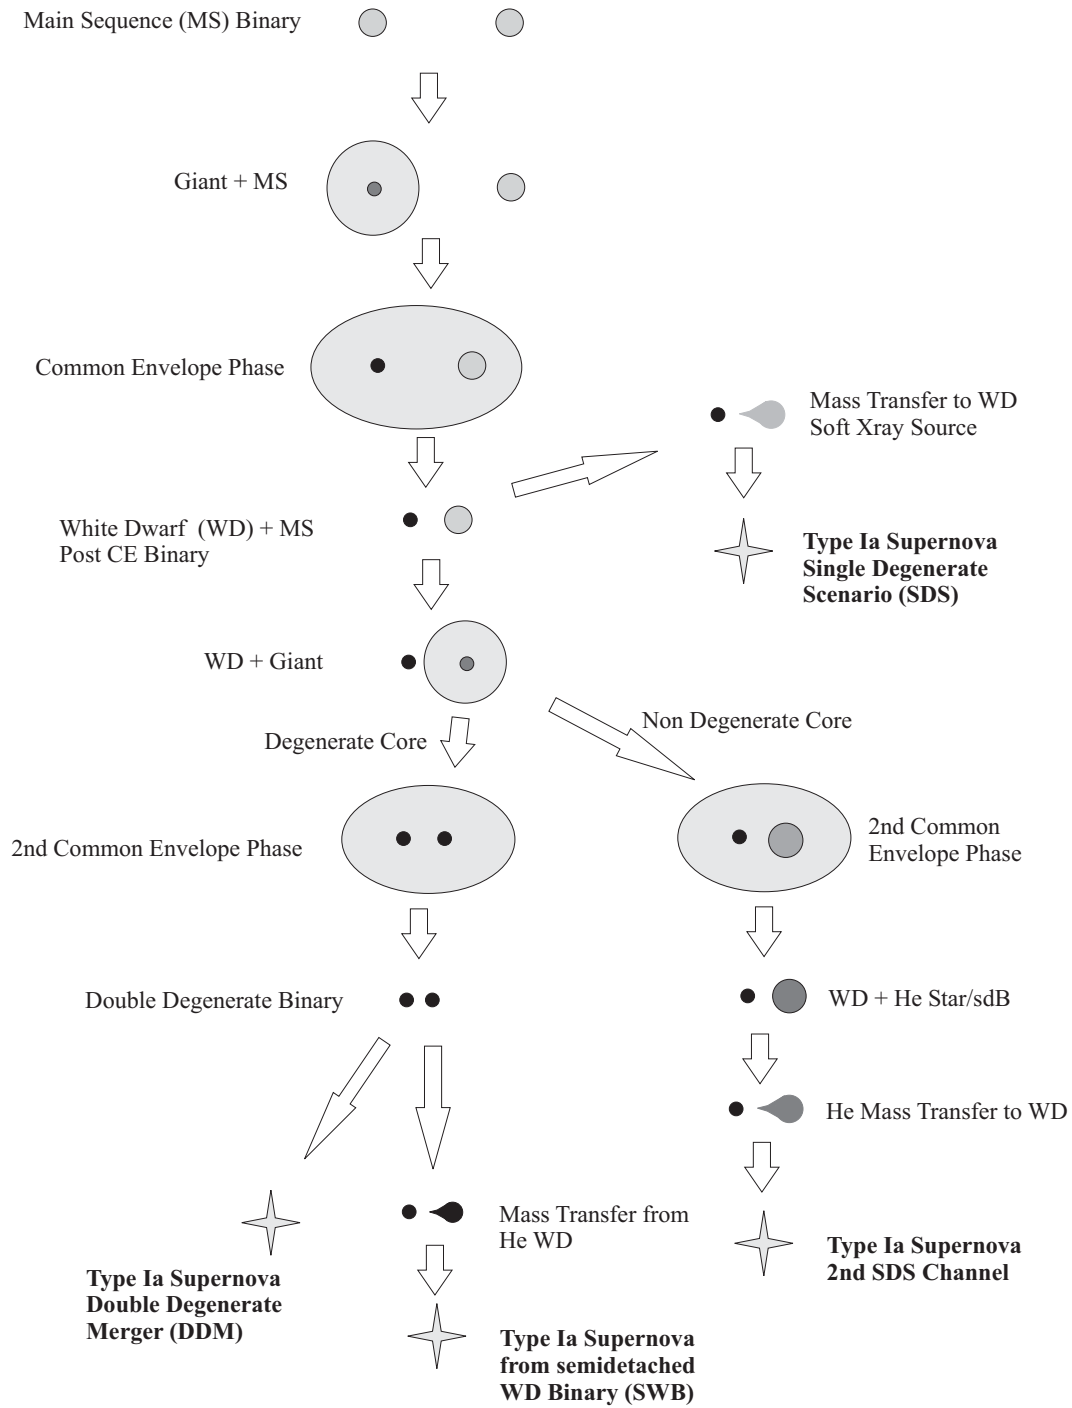 Main Sequence (MS) Binary
Giant + MS
Common Envelope Phase
Mass Transfer to WD
Soft Xray Source
White Dwarf (WD) + MS
Post CE Binary
Type Ia Supernova
Single Degenerate
Scenario (SDS)
WD + Giant
Degenerate Core
Non Degenerate Core
2nd Common Envelope Phase
2nd Common
Envelope Phase
Double Degenerate Binary
WD + He Star/sdB
He Mass Transfer to WD
Mass Transfer from
He WD
Type Ia Supernova
2nd SDS Channel
Type Ia Supernova
Double Degenerate
Merger (DDM)
Type Ia Supernova
from semidetached
WD Binary (SWB)